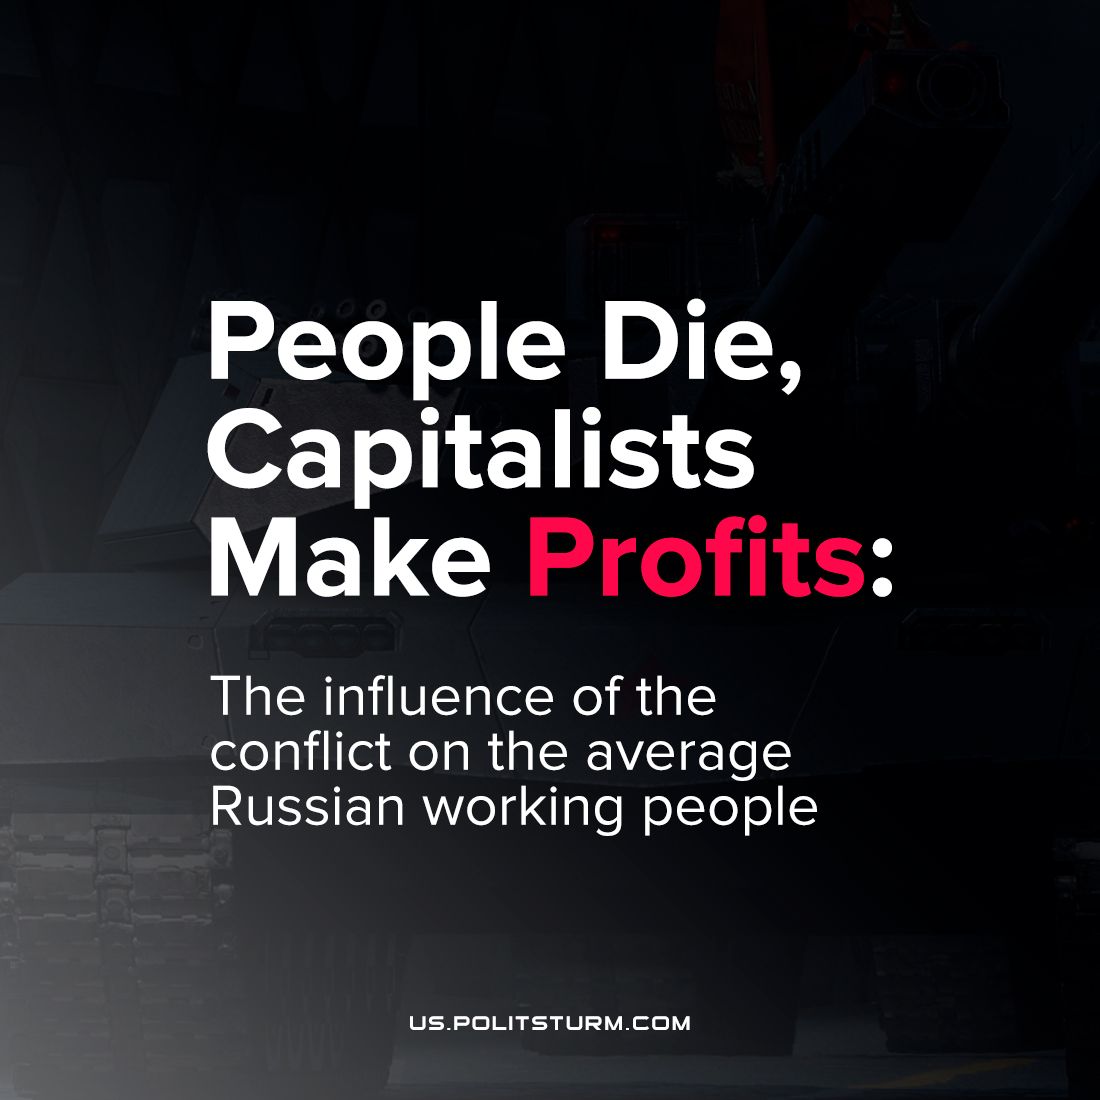 People Die,
Capitalists
Make Profits:
The influence of the
conflict on the average
Russian working people
US.POLITSTURM.COM